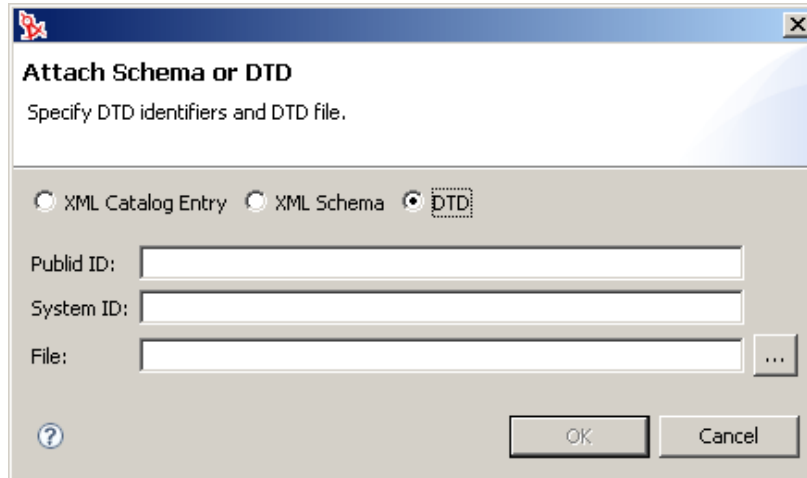 Attach Schema or DTD
Specify DTD identifiers and DTD file.
XML Catalog Entry XML Schema DTD
Publid ID:
System ID:
File: ...
OK Cancel